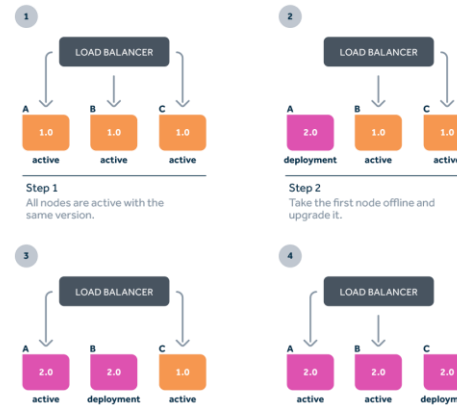 1
LOAD BALANCER
A B C
1.0 1.0 1.0
active active active
Step 1
All nodes are active with the
same version.
2
LOAD BALANCER
A B C
2.0 1.0 1.0
deployment active active
Step 2
Take the first node offline and
upgrade it.
3
LOAD BALANCER
A B C
2.0 2.0 1.0
active deployment active
4
LOAD BALANCER
A B C
2.0 2.0 2.0
active active